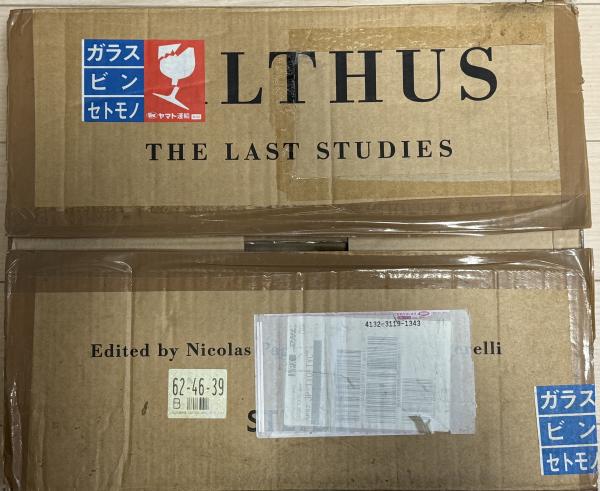 ガラス
ビン
セトモノ
ヤマト運輸
LTHUS
THE LAST STUDIES
4132-3119-1343
Edited by Nicolas
relli
62-46-39
B
ガラス
ビン
セトモノ